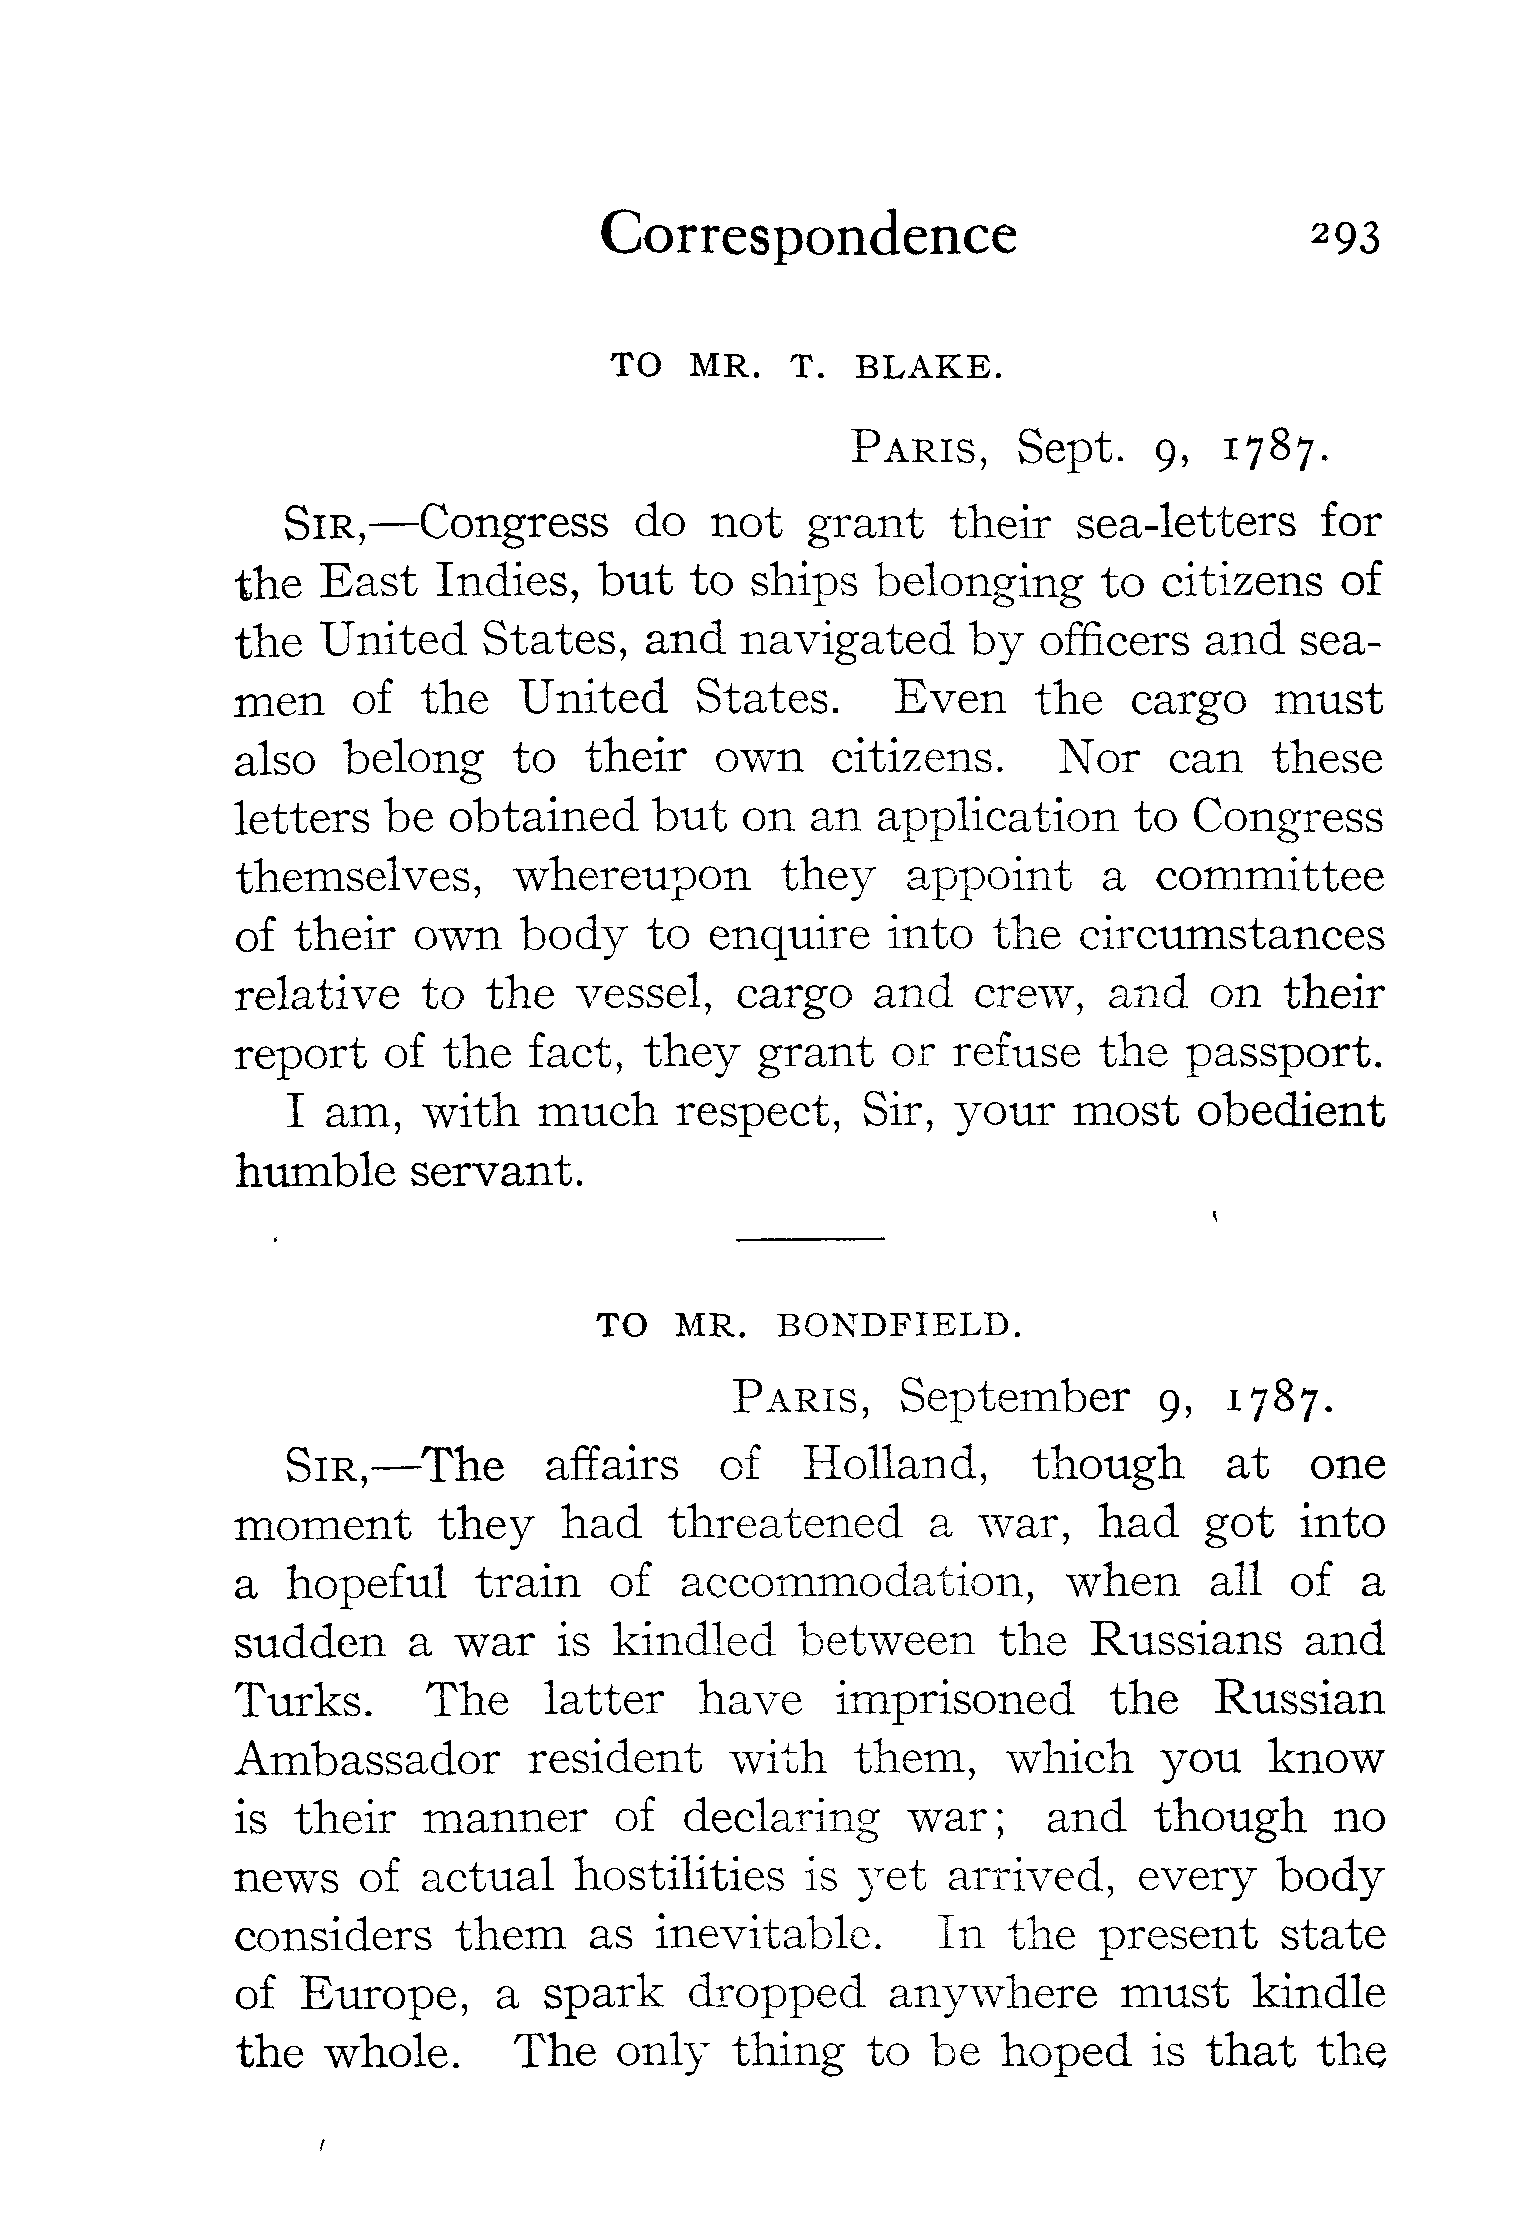 Correspondence 293
TO MR. T. BLAKE.
PARIS, Sept. 9, 1787.
SIR,—Congress do not grant their sea-letters for
the East Indies, but to ships belonging to citizens of
the United States, and navigated by officers and sea-
men of the United States. Even the cargo must
also belong to their own citizens. Nor can these
letters be obtained but on an application to Congress
themselves, whereupon they appoint a committee
of their own body to enquire into the circumstances
relative to the vessel, cargo and crew, and on their
report of the fact, they grant or refuse the passport.
I am, with much respect, Sir, your most obedient
humble servant.
TO MR. BONDFIELD.
PARIS, September 9, 1787.
SIR,—The affairs of Holland, though at one
moment they had threatened a war, had got into
a hopeful train of accommodation, when all of a
sudden a war is kindled between the Russians and
Turks. The latter have imprisoned the Russian
Ambassador resident with them, which you know
is their manner of declaring war; and though no
news of actual hostilities is yet arrived, every body
considers them as inevitable. In the present state
of Europe, a spark dropped anywhere must kindle
the whole. The only thing to be hoped is that the